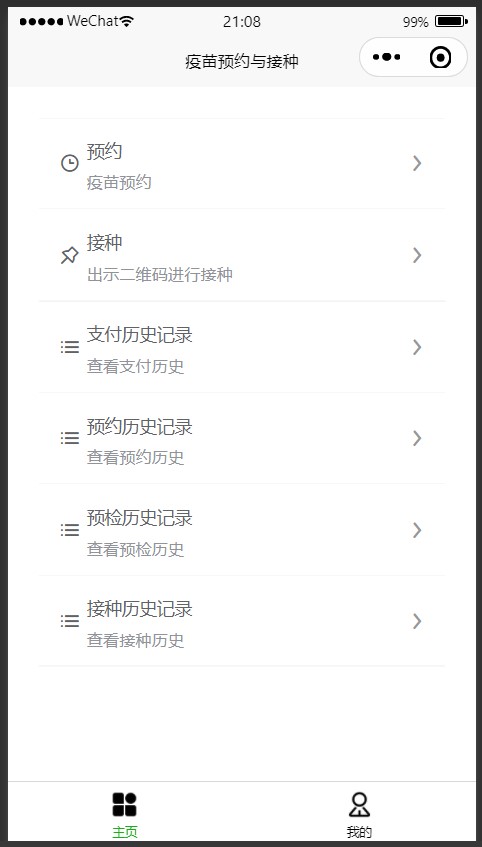 WeChat 21:08 99%
疫苗预约与接种
预约
疫苗预约
接种
出示二维码进行接种
支付历史记录
查看支付历史
预约历史记录
查看预约历史
预检历史记录
查看预检历史
接种历史记录
查看接种历史
主页 我的